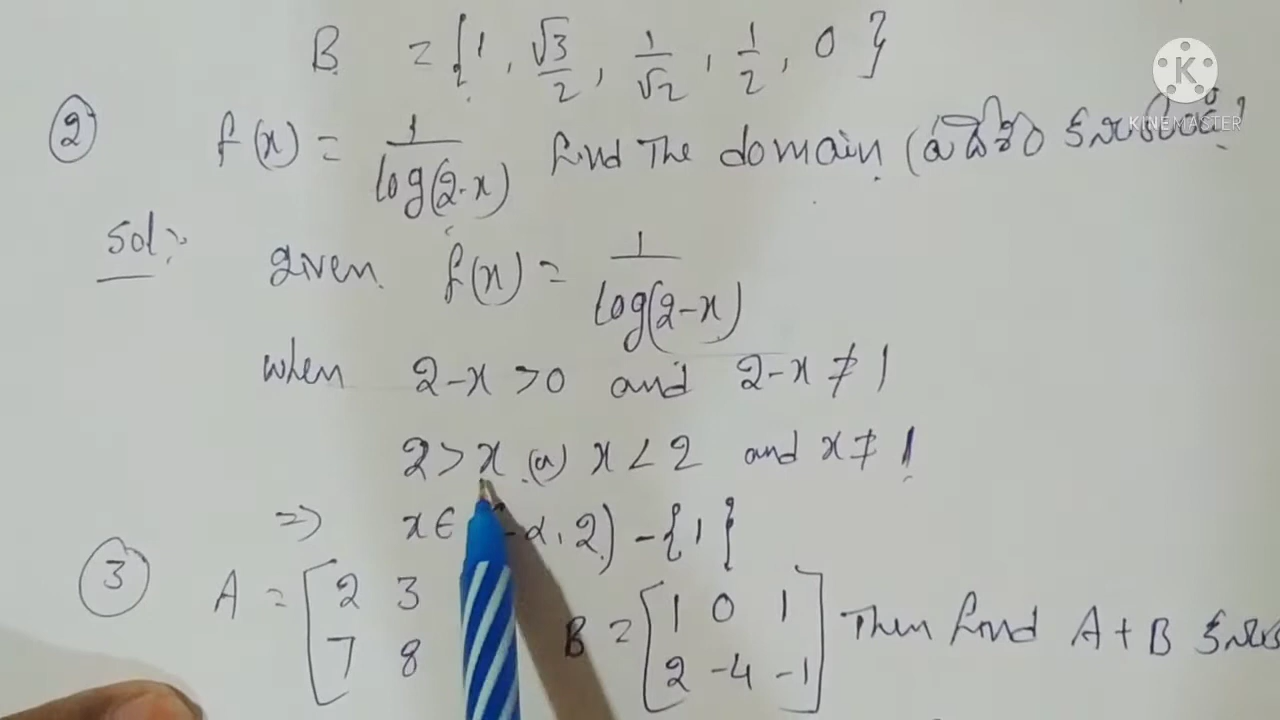 B = {1, √3/2, 1/√2, 1/2, 0}
② f(x) = 1/log(2-x) find The domain (ప్రదేశం
KINEMASTER
Sol:- given f(x) = 1/log(2-x)
when 2-x > 0 and 2-x ≠ 1
2 > x (or) x < 2 and x ≠ 1
=> x ∈ -α, 2) - {1}
③ A = [2 3
7 8 B = [1 0 1
2 -4 -1] Then find A+B